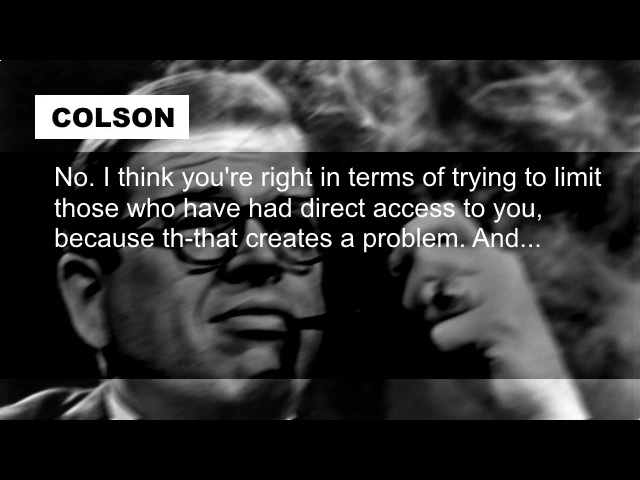 COLSON
No. I think you're right in terms of trying to limit
those who have had direct access to you,
because th-that creates a problem. And...